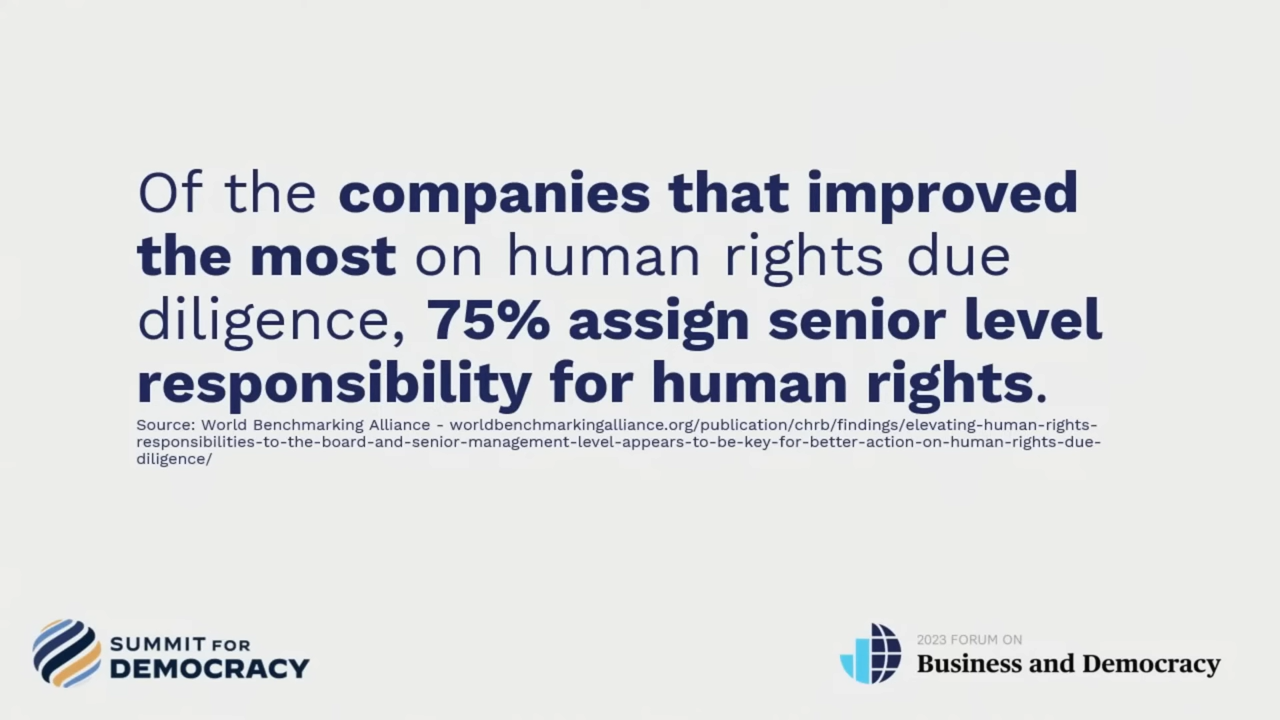 Of the companies that improved
the most on human rights due
diligence, 75% assign senior level
responsibility for human rights.
Source: World Benchmarking Alliance - worldbenchmarkingalliance.org/publication/chrb/findings/elevating-human-rights-
responsibilities-to-the-board-and-senior-management-level-appears-to-be-key-for-better-action-on-human-rights-due-
diligence/
SUMMIT FOR
DEMOCRACY
2023 FORUM ON
Business and Democracy